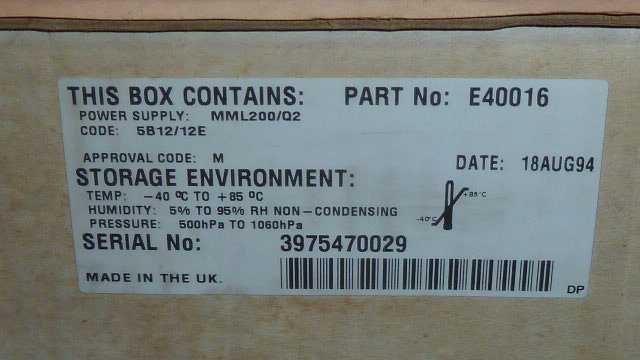 THIS BOX CONTAINS: PART No: E40016
POWER SUPPLY: MML200/Q2
CODE: 5B12/12E
APPROVAL CODE: M
DATE: 18AUG94
STORAGE ENVIRONMENT:
TEMP: -40 ºC TO +85 ºC
HUMIDITY: 5% TO 95% RH NON-CONDENSING
PRESSURE: 500hPa TO 1060hPa
+85°C
-40°C
SERIAL No: 3975470029
MADE IN THE UK.
DP